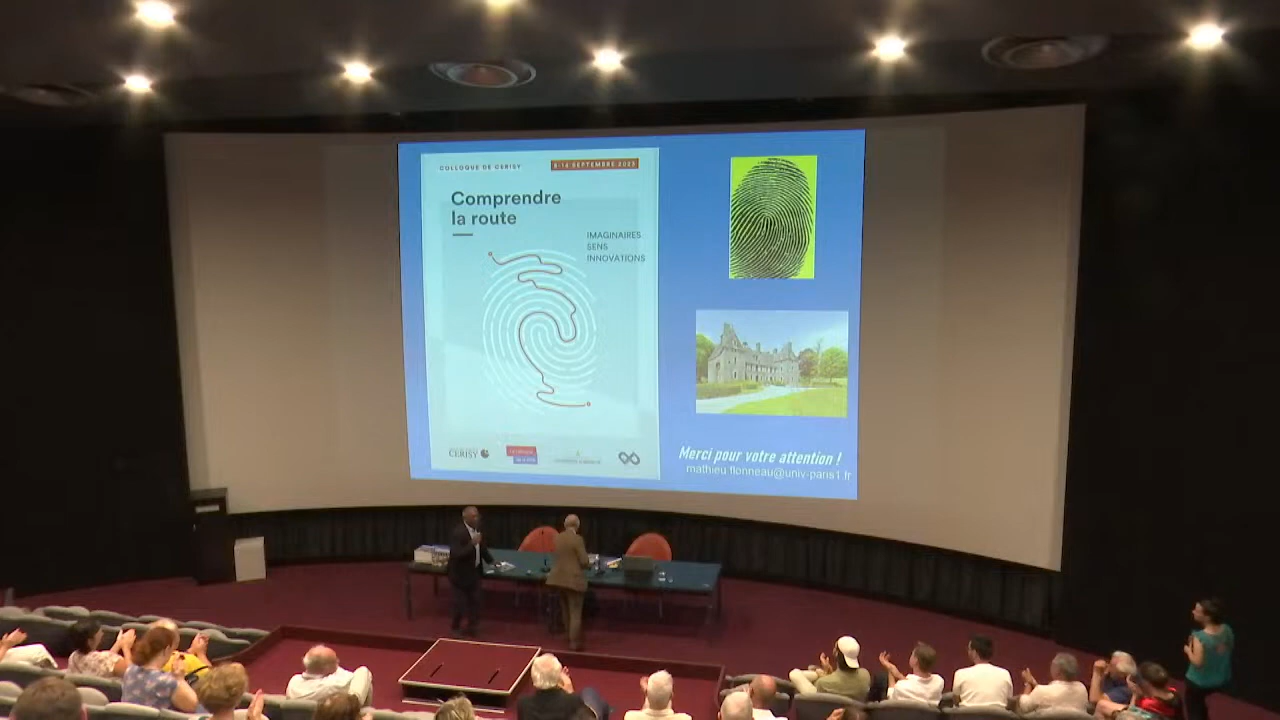 COLLOQUE DE CERISY
8-14 SEPTEMBRE 2023
Comprendre
la route
IMAGINAIRES
SENS
INNOVATIONS
CERISY
Merci pour votre attention !
mathieu.flonneau@univ-paris1.fr